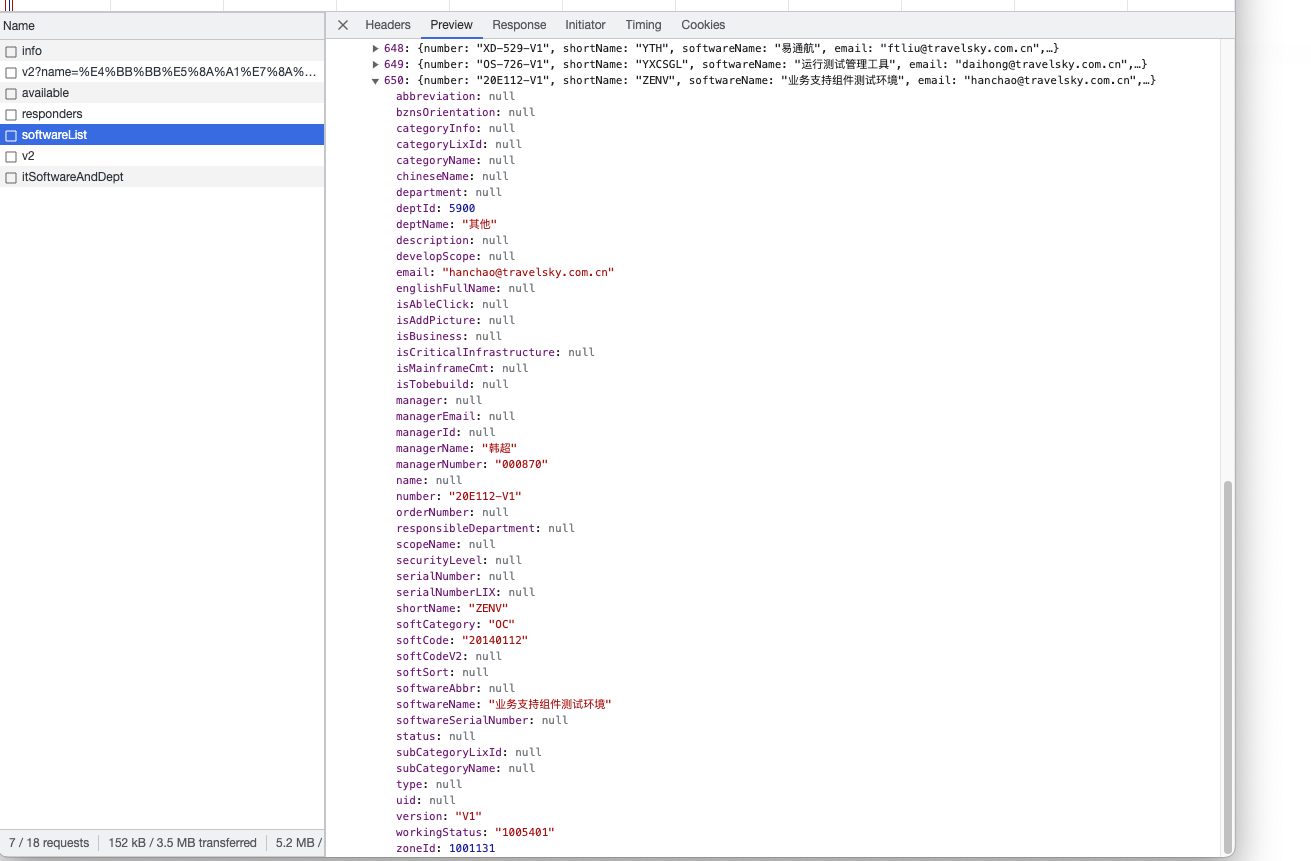 Name
info
v2?name=%E4%BB%BB%E5%8A%A1%E7%8A%…
available
responders
softwareList
v2
itSoftwareAndDept
7 / 18 requests
152 kB / 3.5 MB transferred
5.2 MB /
Headers
Preview
Response
Initiator
Timing
Cookies
648: {number: "XD-529-V1", shortName: "YTH", softwareName: "易通航", email: "ftliu@travelsky.com.cn",…}
649: {number: "OS-726-V1", shortName: "YXCSGL", softwareName: "运行测试管理工具", email: "daihong@travelsky.com.cn",…}
650: {number: "20E112-V1", shortName: "ZENV", softwareName: "业务支持组件测试环境", email: "hanchao@travelsky.com.cn",…}
abbreviation: null
bznsOrientation: null
categoryInfo: null
categoryLixId: null
categoryName: null
chineseName: null
department: null
deptId: 5900
deptName: "其他"
description: null
developScope: null
email: "hanchao@travelsky.com.cn"
englishFullName: null
isAbleClick: null
isAddPicture: null
isBusiness: null
isCriticalInfrastructure: null
isMainframeCmt: null
isTobebuild: null
manager: null
managerEmail: null
managerId: null
managerName: "韩超"
managerNumber: "000870"
name: null
number: "20E112-V1"
orderNumber: null
responsibleDepartment: null
scopeName: null
securityLevel: null
serialNumber: null
serialNumberLIX: null
shortName: "ZENV"
softCategory: "OC"
softCode: "20140112"
softCodeV2: null
softSort: null
softwareAbbr: null
softwareName: "业务支持组件测试环境"
softwareSerialNumber: null
status: null
subCategoryLixId: null
subCategoryName: null
type: null
uid: null
version: "V1"
workingStatus: "1005401"
zoneId: 1001131